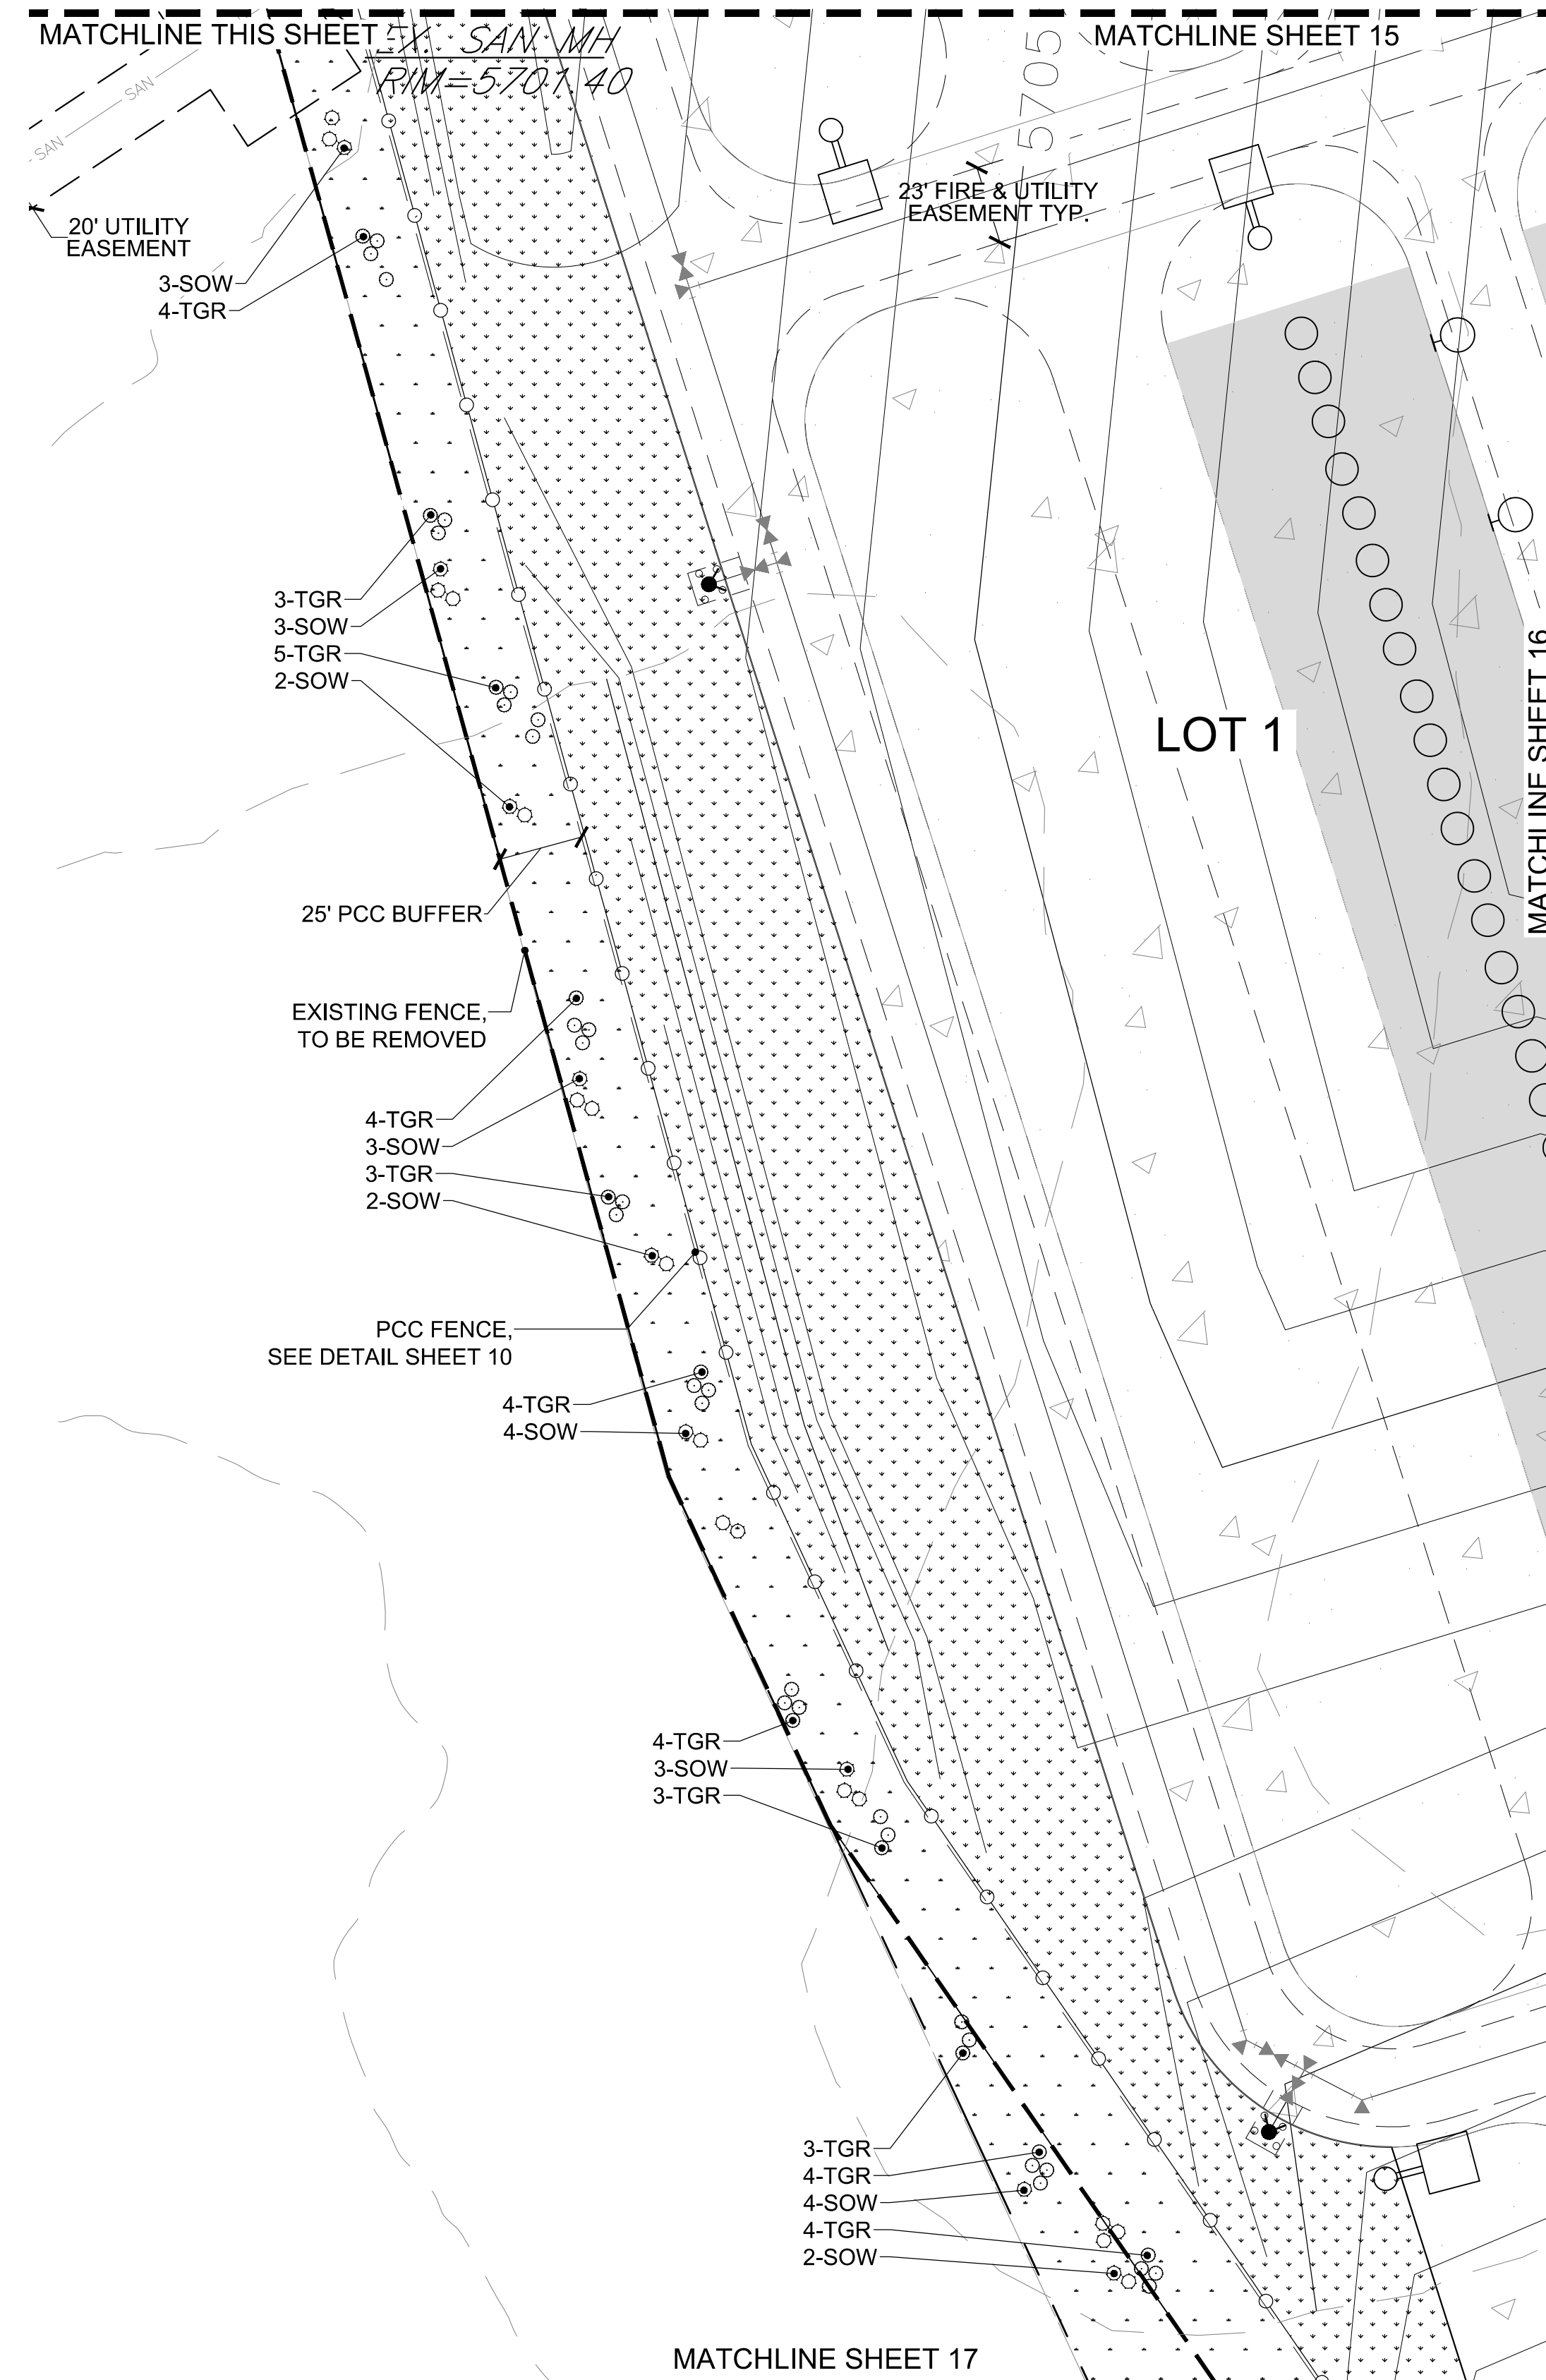 MATCHLINE THIS SHEET
EX. SAN MH
RIM=5701.40
MATCHLINE SHEET 15
5705
SAN
SAN
20' UTILITY
EASEMENT
23' FIRE & UTILITY
EASEMENT TYP.
3-SOW
4-TGR
3-TGR
3-SOW
5-TGR
2-SOW
LOT 1
MATCHLINE SHEET 16
25' PCC BUFFER
EXISTING FENCE,
TO BE REMOVED
4-TGR
3-SOW
3-TGR
2-SOW
PCC FENCE,
SEE DETAIL SHEET 10
4-TGR
4-SOW
4-TGR
3-SOW
3-TGR
3-TGR
4-TGR
4-SOW
4-TGR
2-SOW
MATCHLINE SHEET 17